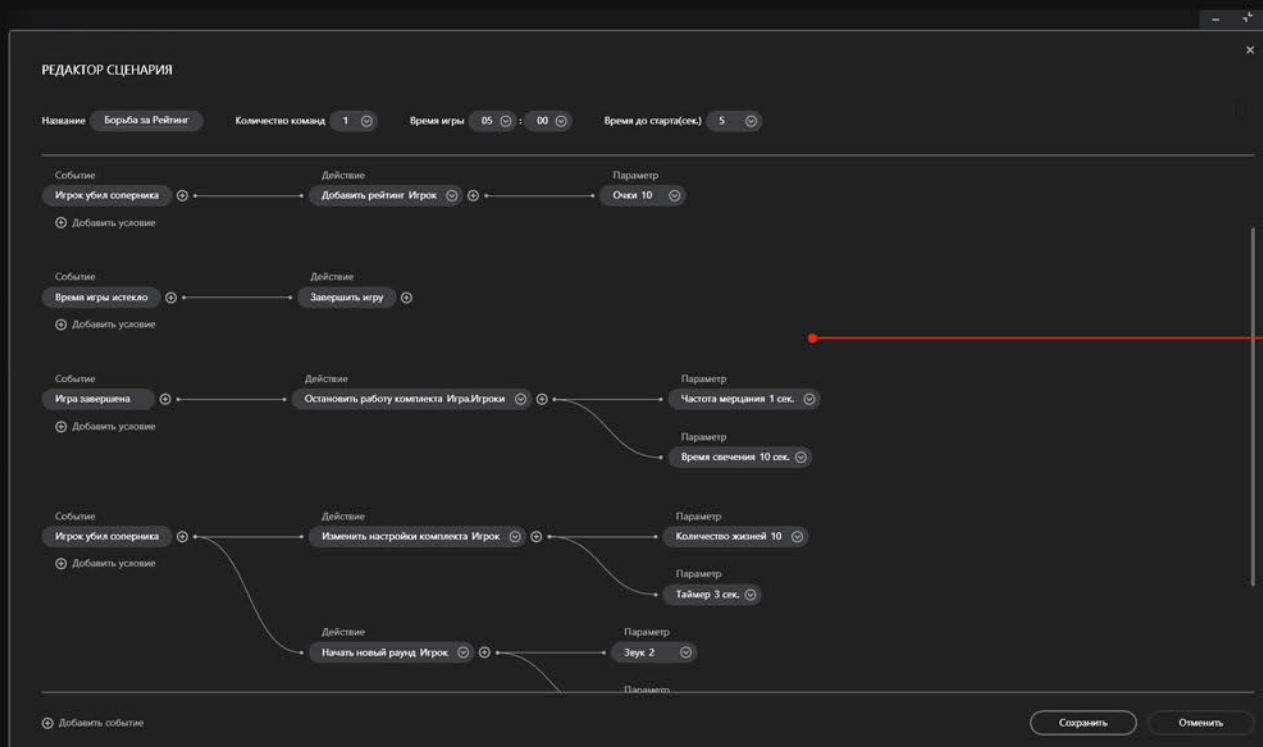 РЕДАКТОР СЦЕНАРИЯ
Название Борьба за Рейтинг Количество команд 1 Время игры 05 : 00 Время до старта(сек.) 5
Событие Действие Параметр
Игрок убил соперника Добавить рейтинг Игрок Очки 10
Добавить условие
Событие Действие
Время игры истекло Завершить игру
Добавить условие
Событие Действие Параметр
Игра завершена Остановить работу комплекта Игра.Игроки Частота мерцания 1 сек.
Добавить условие
Параметр
Время свечения 10 сек.
Событие Действие Параметр
Игрок убил соперника Изменить настройки комплекта Игрок Количество жизней 10
Добавить условие
Параметр
Таймер 3 сек.
Действие Параметр
Начать новый раунд Игрок Звук 2
Параметр
Добавить событие Сохранить Отменить